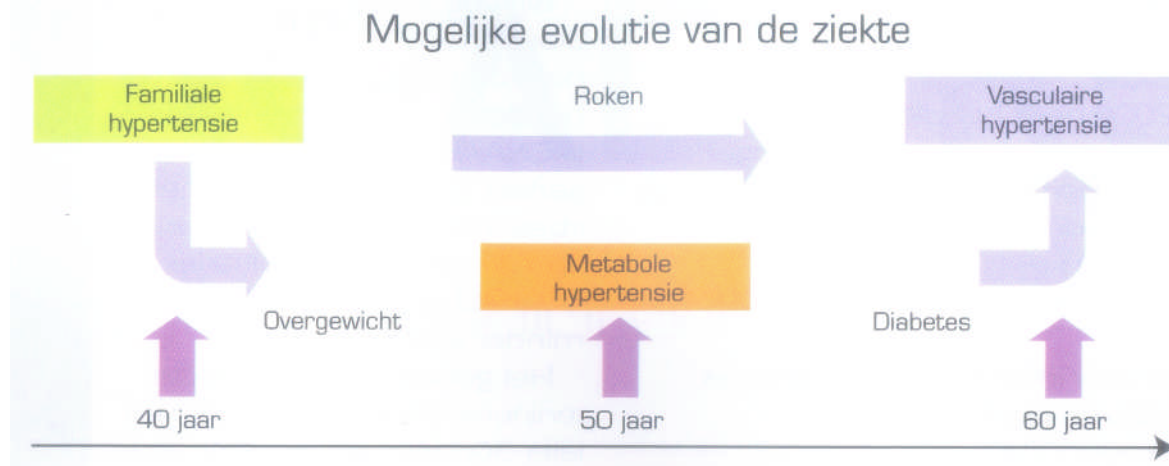 Mogelijke evolutie van de ziekte
Familiale
hypertensie
Roken
Vasculaire
hypertensie
Metabole
hypertensie
Overgewicht
Diabetes
40 jaar
50 jaar
60 jaar